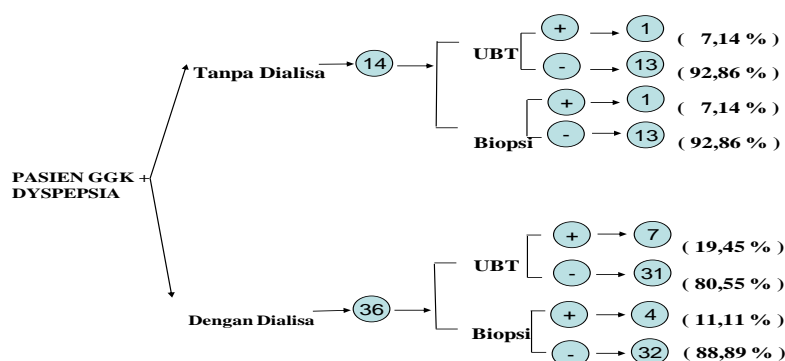 + 1 ( 7,14 % )
UBT
Tanpa Dialisa 14 - 13 (92,86 % )
+ 1 ( 7,14 % )
Biopsi - 13 ( 92,86 % )
PASIEN GGK +
DYSPEPSIA
+ 7 ( 19,45 % )
UBT
- 31 ( 80,55 % )
Dengan Dialisa 36 + 4 (11,11 % )
Biopsi
- 32 (88,89 % )